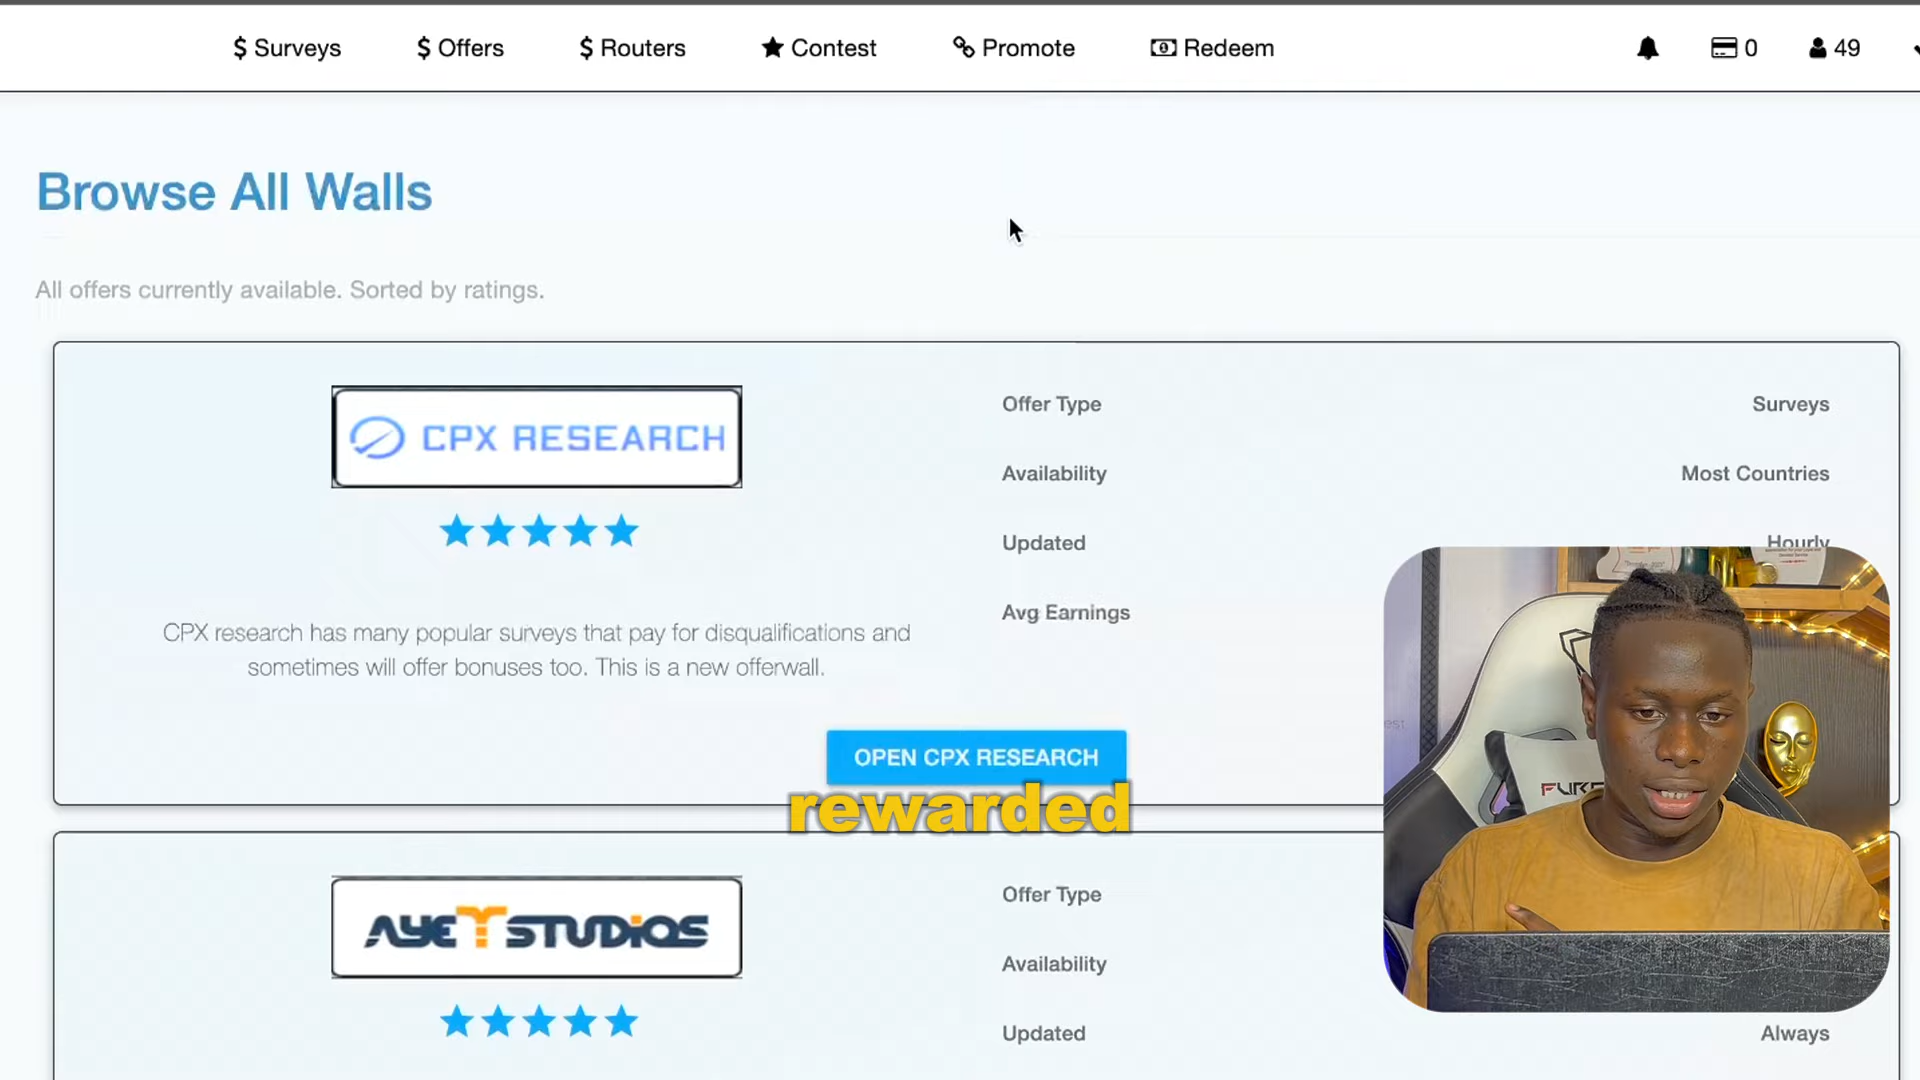 $ Surveys $ Offers $ Routers Contest Promote Redeem 0 49
Browse All Walls
All offers currently available. Sorted by ratings.
CPX RESEARCH
Offer Type Surveys
Availability Most Countries
Updated Hourly
Avg Earnings
CPX research has many popular surveys that pay for disqualifications and
sometimes will offer bonuses too. This is a new offerwall.
OPEN CPX RESEARCH
rewarded
AYET STUDIOS
Offer Type
Availability
Updated Always